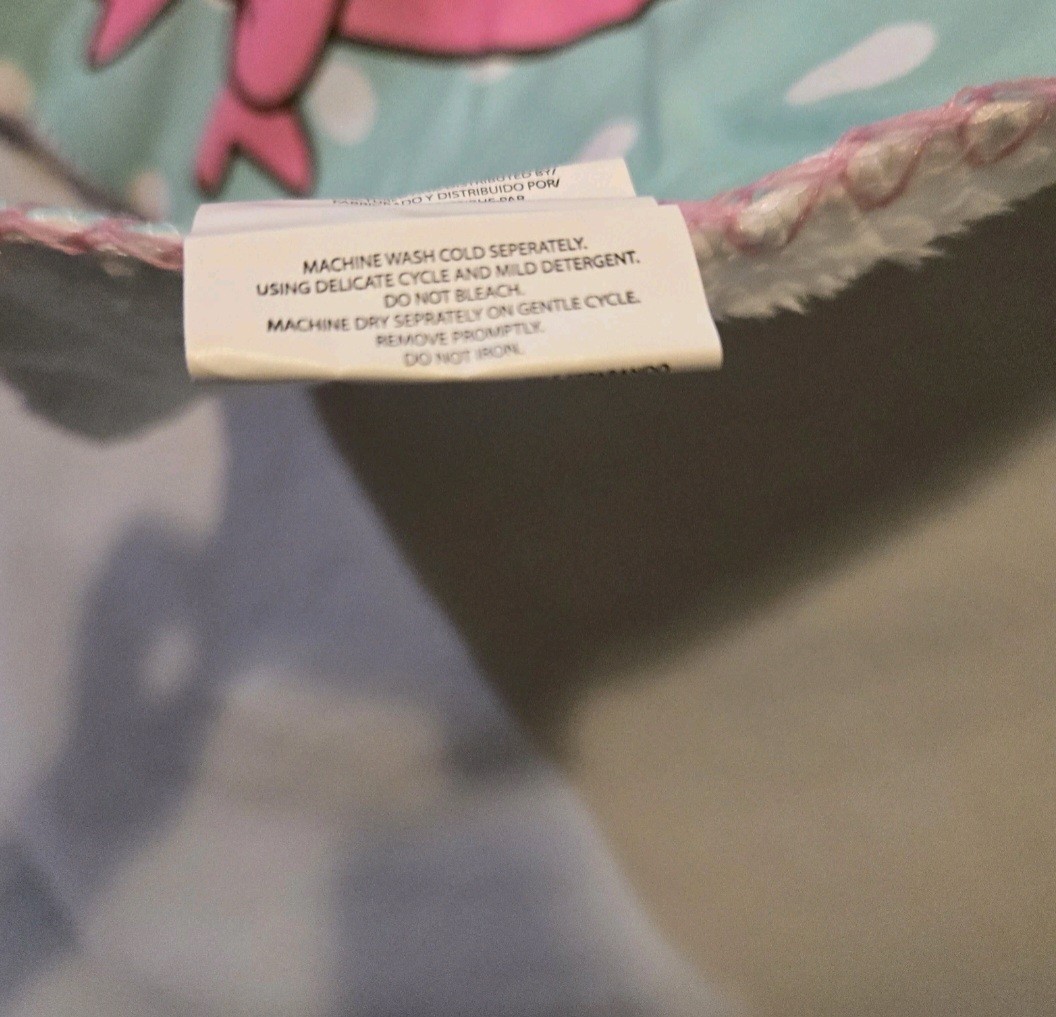 DISTRIBUIDO POR/
MACHINE WASH COLD SEPERATELY.
USING DELICATE CYCLE AND MILD DETERGENT.
DO NOT BLEACH.
MACHINE DRY SEPRATELY ON GENTLE CYCLE.
REMOVE PROMPTLY.
DO NOT IRON.